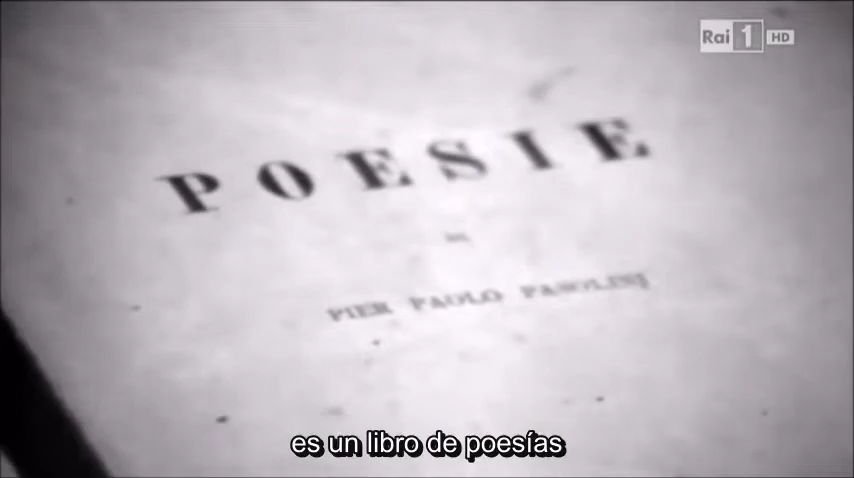 Rai 1 HD
POESIE
DI
PIER PAOLO PASOLINI
es un libro de poesías